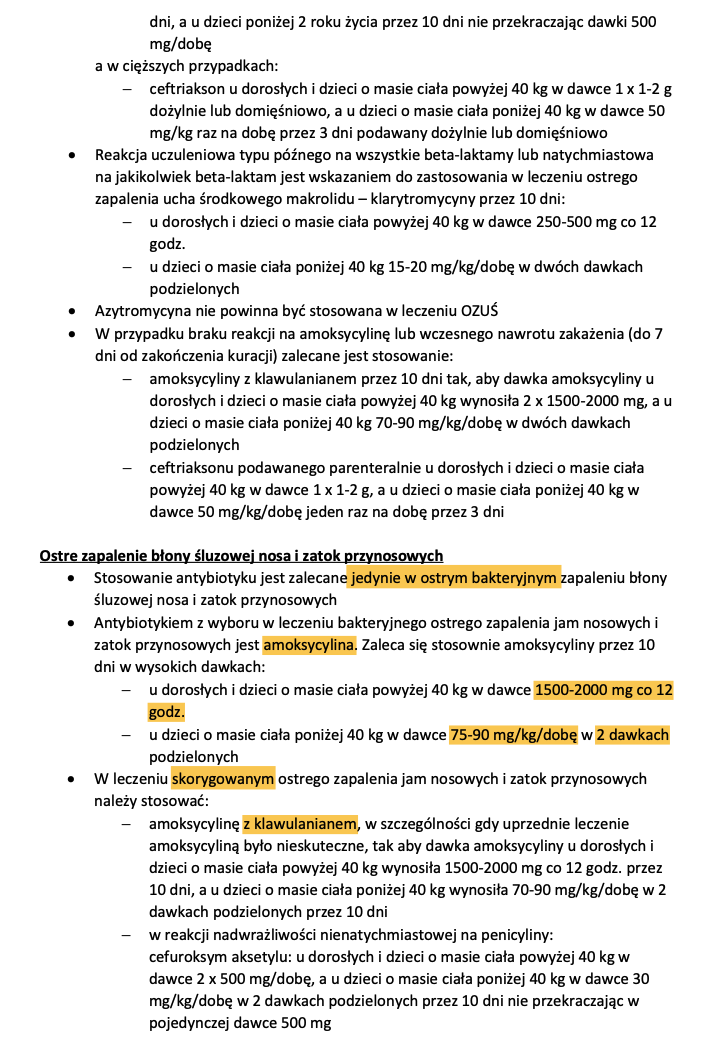 dni, a u dzieci poniżej 2 roku życia przez 10 dni nie przekraczając dawki 500
mg/dobę
a w cięższych przypadkach:
– ceftriakson u dorosłych i dzieci o masie ciała powyżej 40 kg w dawce 1 x 1-2 g
dożylnie lub domięśniowo, a u dzieci o masie ciała poniżej 40 kg w dawce 50
mg/kg raz na dobę przez 3 dni podawany dożylnie lub domięśniowo
• Reakcja uczuleniowa typu późnego na wszystkie beta-laktamy lub natychmiastowa
na jakikolwiek beta-laktam jest wskazaniem do zastosowania w leczeniu ostrego
zapalenia ucha środkowego makrolidu – klarytromycyny przez 10 dni:
– u dorosłych i dzieci o masie ciała powyżej 40 kg w dawce 250-500 mg co 12
godz.
– u dzieci o masie ciała poniżej 40 kg 15-20 mg/kg/dobę w dwóch dawkach
podzielonych
• Azytromycyna nie powinna być stosowana w leczeniu OZUŚ
• W przypadku braku reakcji na amoksycylinę lub wczesnego nawrotu zakażenia (do 7
dni od zakończenia kuracji) zalecane jest stosowanie:
– amoksycyliny z klawulanianem przez 10 dni tak, aby dawka amoksycyliny u
dorosłych i dzieci o masie ciała powyżej 40 kg wynosiła 2 x 1500-2000 mg, a u
dzieci o masie ciała poniżej 40 kg 70-90 mg/kg/dobę w dwóch dawkach
podzielonych
– ceftriaksonu podawanego parenteralnie u dorosłych i dzieci o masie ciała
powyżej 40 kg w dawce 1 x 1-2 g, a u dzieci o masie ciała poniżej 40 kg w
dawce 50 mg/kg/dobę jeden raz na dobę przez 3 dni
Ostre zapalenie błony śluzowej nosa i zatok przynosowych
• Stosowanie antybiotyku jest zalecane jedynie w ostrym bakteryjnym zapaleniu błony
śluzowej nosa i zatok przynosowych
• Antybiotykiem z wyboru w leczeniu bakteryjnego ostrego zapalenia jam nosowych i
zatok przynosowych jest amoksycylina. Zaleca się stosownie amoksycyliny przez 10
dni w wysokich dawkach:
– u dorosłych i dzieci o masie ciała powyżej 40 kg w dawce 1500-2000 mg co 12
godz.
– u dzieci o masie ciała poniżej 40 kg w dawce 75-90 mg/kg/dobę w 2 dawkach
podzielonych
• W leczeniu skorygowanym ostrego zapalenia jam nosowych i zatok przynosowych
należy stosować:
– amoksycylinę z klawulanianem, w szczególności gdy uprzednie leczenie
amoksycyliną było nieskuteczne, tak aby dawka amoksycyliny u dorosłych i
dzieci o masie ciała powyżej 40 kg wynosiła 1500-2000 mg co 12 godz. przez
10 dni, a u dzieci o masie ciała poniżej 40 kg wynosiła 70-90 mg/kg/dobę w 2
dawkach podzielonych przez 10 dni
– w reakcji nadwrażliwości nienatychmiastowej na penicyliny:
cefuroksym aksetylu: u dorosłych i dzieci o masie ciała powyżej 40 kg w
dawce 2 x 500 mg/dobę, a u dzieci o masie ciała poniżej 40 kg w dawce 30
mg/kg/dobę w 2 dawkach podzielonych przez 10 dni nie przekraczając w
pojedynczej dawce 500 mg